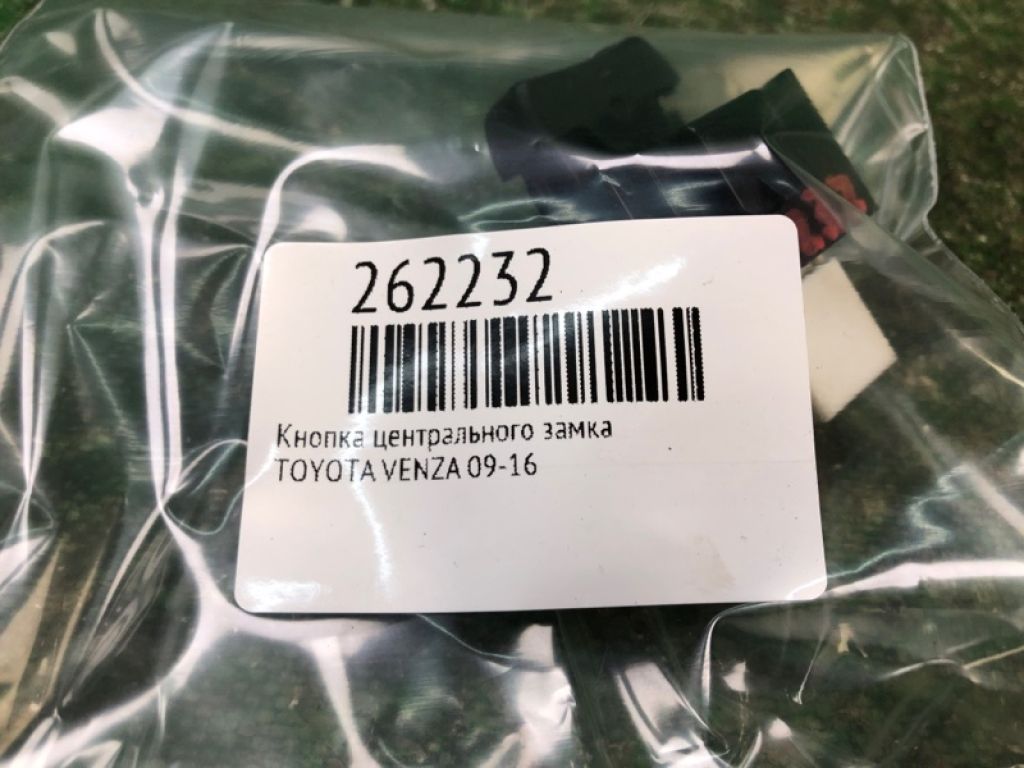 262232
Кнопка центрального замка
TOYOTA VENZA 09-16